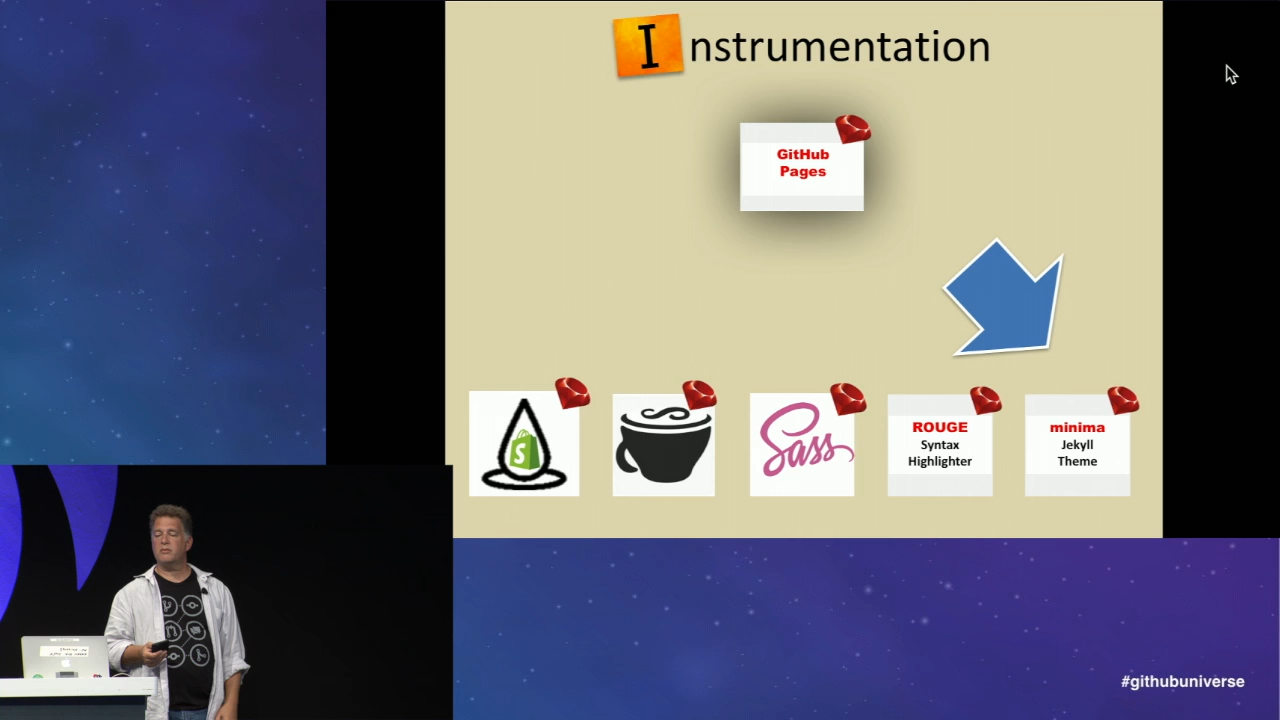 Instrumentation
GitHub
Pages
S
Sass
ROUGE
Syntax
Highlighter
minima
Jekyll
Theme
#githubuniverse